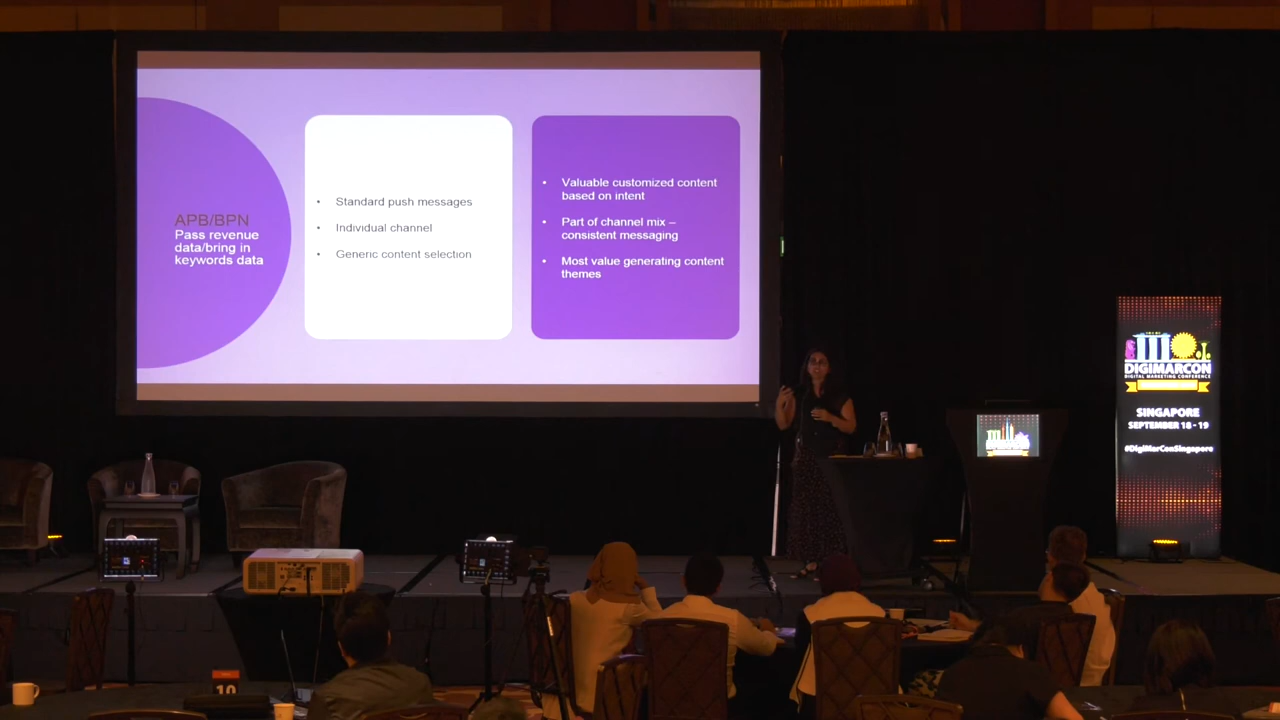 APB/BPN
Pass revenue
data/bring in
keywords data
• Standard push messages
• Individual channel
• Generic content selection
• Valuable customized content
based on intent
• Part of channel mix –
consistent messaging
• Most value generating content
themes
DIGIMARCON
DIGITAL MARKETING CONFERENCE
SINGAPORE
SEPTEMBER 18 - 19
#DigiMarConSingapore
10